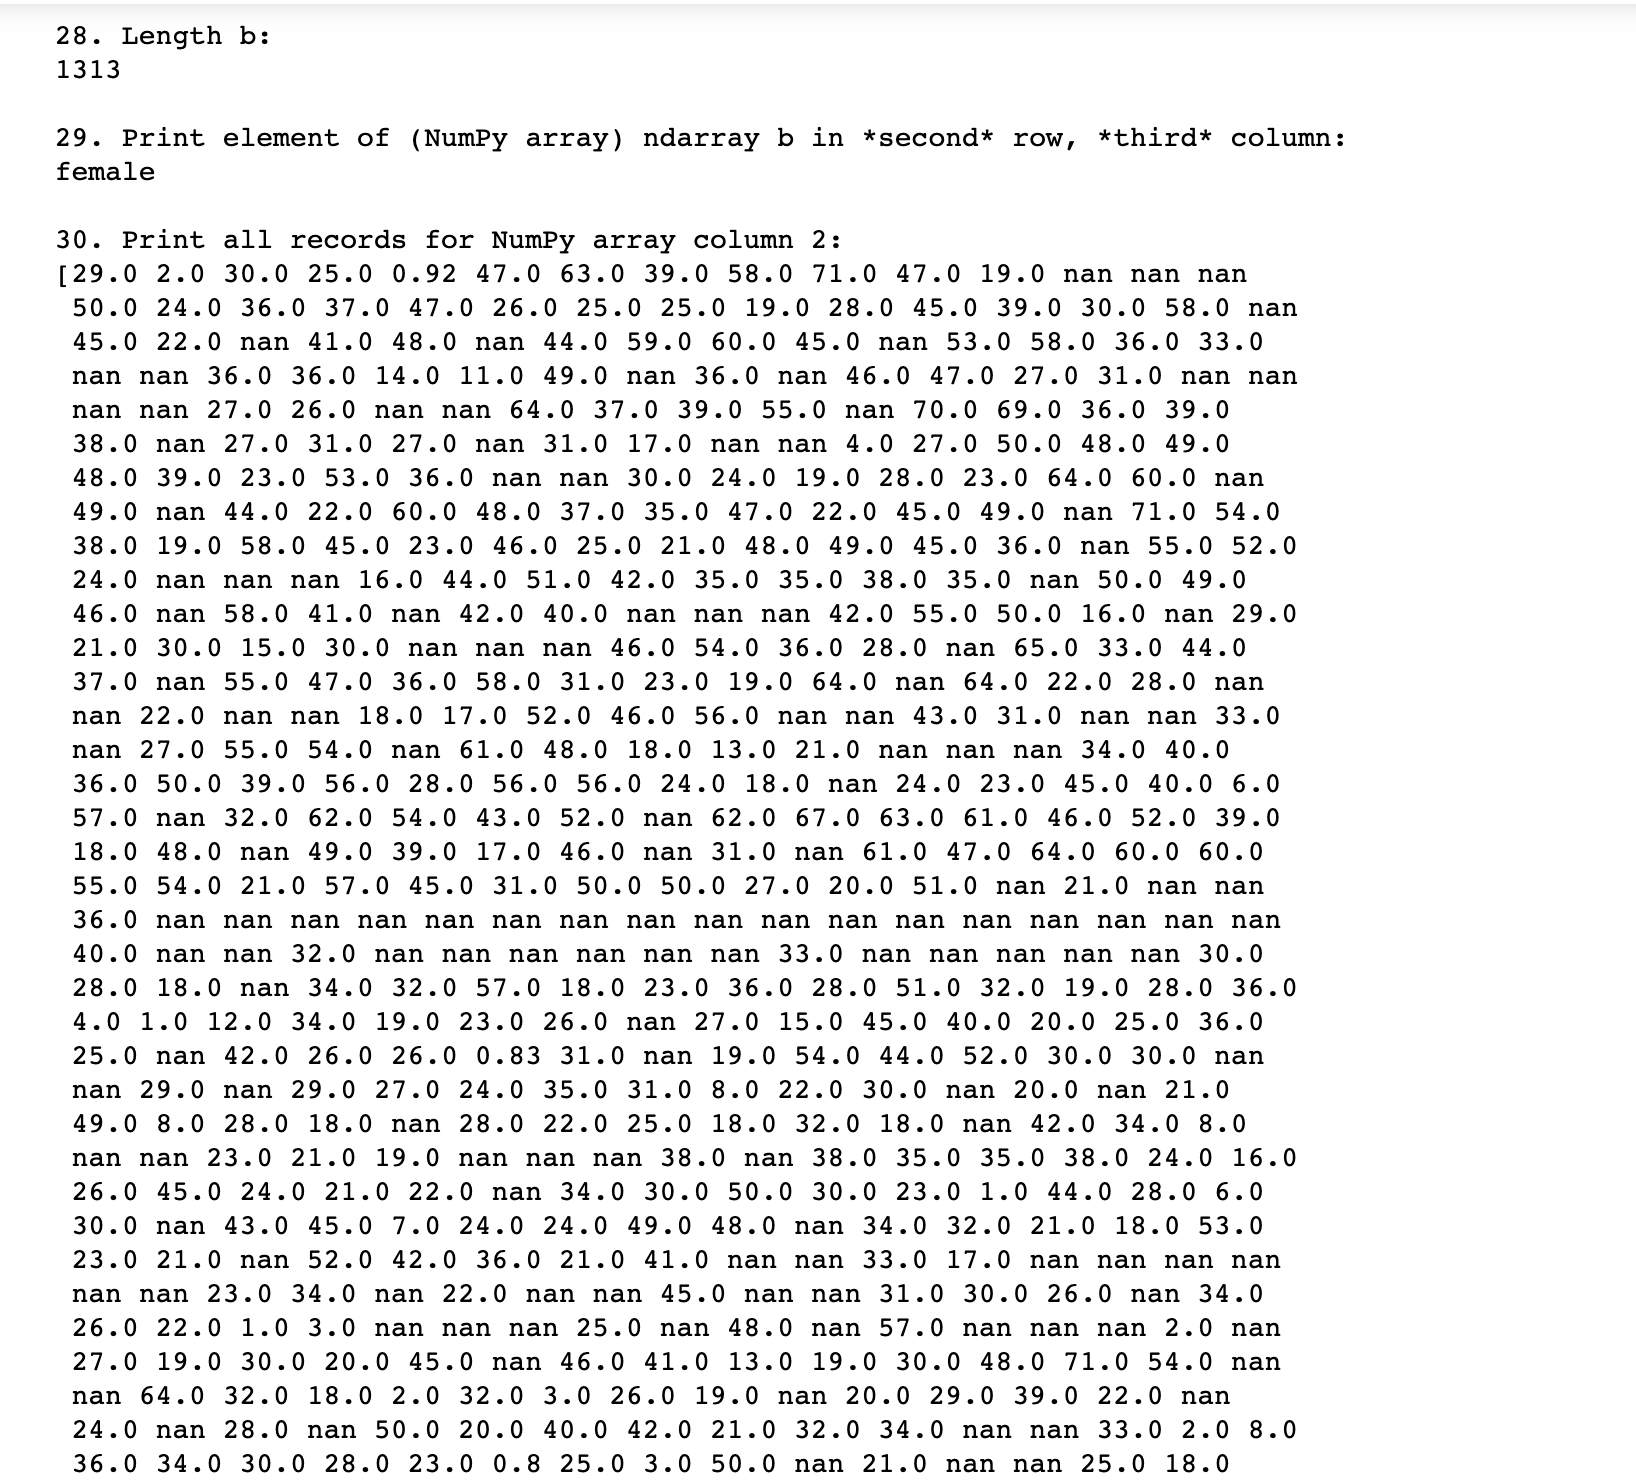 28. Length b:
1313
29. Print element of (NumPy array) ndarray b in *second* row, *third* column:
female
30. Print all records for NumPy array column 2:
[29.0 2.0 30.0 25.0 0.92 47.0 63.0 39.0 58.0 71.0 47.0 19.0 nan nan nan
50.0 24.0 36.0 37.0 47.0 26.0 25.0 25.0 19.0 28.0 45.0 39.0 30.0 58.0 nan
45.0 22.0 nan 41.0 48.0 nan 44.0 59.0 60.0 45.0 nan 53.0 58.0 36.0 33.0
nan nan 36.0 36.0 14.0 11.0 49.0 nan 36.0 nan 46.0 47.0 27.0 31.0 nan nan
nan nan 27.0 26.0 nan nan 64.0 37.0 39.0 55.0 nan 70.0 69.0 36.0 39.0
38.0 nan 27.0 31.0 27.0 nan 31.0 17.0 nan nan 4.0 27.0 50.0 48.0 49.0
48.0 39.0 23.0 53.0 36.0 nan nan 30.0 24.0 19.0 28.0 23.0 64.0 60.0 nan
49.0 nan 44.0 22.0 60.0 48.0 37.0 35.0 47.0 22.0 45.0 49.0 nan 71.0 54.0
38.0 19.0 58.0 45.0 23.0 46.0 25.0 21.0 48.0 49.0 45.0 36.0 nan 55.0 52.0
24.0 nan nan nan 16.0 44.0 51.0 42.0 35.0 35.0 38.0 35.0 nan 50.0 49.0
46.0 nan 58.0 41.0 nan 42.0 40.0 nan nan nan 42.0 55.0 50.0 16.0 nan 29.0
21.0 30.0 15.0 30.0 nan nan nan 46.0 54.0 36.0 28.0 nan 65.0 33.0 44.0
37.0 nan 55.0 47.0 36.0 58.0 31.0 23.0 19.0 64.0 nan 64.0 22.0 28.0 nan
nan 22.0 nan nan 18.0 17.0 52.0 46.0 56.0 nan nan 43.0 31.0 nan nan 33.0
nan 27.0 55.0 54.0 nan 61.0 48.0 18.0 13.0 21.0 nan nan nan 34.0 40.0
36.0 50.0 39.0 56.0 28.0 56.0 56.0 24.0 18.0 nan 24.0 23.0 45.0 40.0 6.0
57.0 nan 32.0 62.0 54.0 43.0 52.0 nan 62.0 67.0 63.0 61.0 46.0 52.0 39.0
18.0 48.0 nan 49.0 39.0 17.0 46.0 nan 31.0 nan 61.0 47.0 64.0 60.0 60.0
55.0 54.0 21.0 57.0 45.0 31.0 50.0 50.0 27.0 20.0 51.0 nan 21.0 nan nan
36.0 nan nan nan nan nan nan nan nan nan nan nan nan nan nan nan nan nan
40.0 nan nan 32.0 nan nan nan nan nan nan 33.0 nan nan nan nan nan 30.0
28.0 18.0 nan 34.0 32.0 57.0 18.0 23.0 36.0 28.0 51.0 32.0 19.0 28.0 36.0
4.0 1.0 12.0 34.0 19.0 23.0 26.0 nan 27.0 15.0 45.0 40.0 20.0 25.0 36.0
25.0 nan 42.0 26.0 26.0 0.83 31.0 nan 19.0 54.0 44.0 52.0 30.0 30.0 nan
nan 29.0 nan 29.0 27.0 24.0 35.0 31.0 8.0 22.0 30.0 nan 20.0 nan 21.0
49.0 8.0 28.0 18.0 nan 28.0 22.0 25.0 18.0 32.0 18.0 nan 42.0 34.0 8.0
nan nan 23.0 21.0 19.0 nan nan nan 38.0 nan 38.0 35.0 35.0 38.0 24.0 16.0
26.0 45.0 24.0 21.0 22.0 nan 34.0 30.0 50.0 30.0 23.0 1.0 44.0 28.0 6.0
30.0 nan 43.0 45.0 7.0 24.0 24.0 49.0 48.0 nan 34.0 32.0 21.0 18.0 53.0
23.0 21.0 nan 52.0 42.0 36.0 21.0 41.0 nan nan 33.0 17.0 nan nan nan nan
nan nan 23.0 34.0 nan 22.0 nan nan 45.0 nan nan 31.0 30.0 26.0 nan 34.0
26.0 22.0 1.0 3.0 nan nan nan 25.0 nan 48.0 nan 57.0 nan nan nan 2.0 nan
27.0 19.0 30.0 20.0 45.0 nan 46.0 41.0 13.0 19.0 30.0 48.0 71.0 54.0 nan
nan 64.0 32.0 18.0 2.0 32.0 3.0 26.0 19.0 nan 20.0 29.0 39.0 22.0 nan
24.0 nan 28.0 nan 50.0 20.0 40.0 42.0 21.0 32.0 34.0 nan nan 33.0 2.0 8.0
36.0 34.0 30.0 28.0 23.0 0.8 25.0 3.0 50.0 nan 21.0 nan nan 25.0 18.0